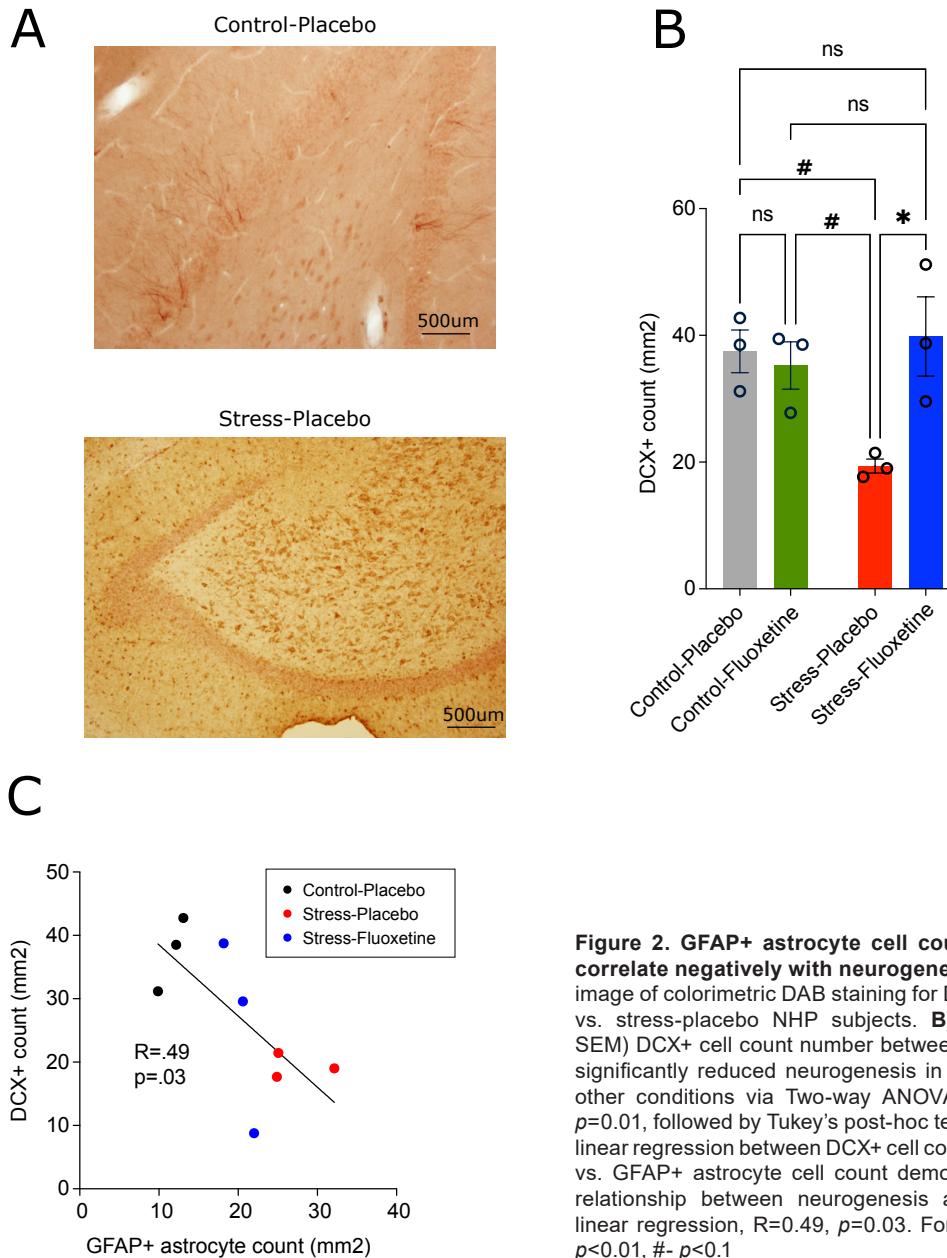 A
Control-Placebo
500um
Stress-Placebo
500um
B
ns
ns
#
ns
#
*
60
40
20
0
DCX+ count (mm2)
Control-Placebo
Control-Fluoxetine
Stress-Placebo
Stress-Fluoxetine
C
50
40
30
20
10
0
DCX+ count (mm2)
Control-Placebo
Stress-Placebo
Stress-Fluoxetine
R=.49
p=.03
0
10
20
30
40
GFAP+ astrocyte count (mm2)
Figure 2. GFAP+ astrocyte cell cou
correlate negatively with neurogene
image of colorimetric DAB staining for D
vs. stress-placebo NHP subjects. B
SEM) DCX+ cell count number between
significantly reduced neurogenesis in
other conditions via Two-way ANOVA
p=0.01, followed by Tukey's post-hoc te
linear regression between DCX+ cell co
vs. GFAP+ astrocyte cell count demo
relationship between neurogenesis a
linear regression, R=0.49, p=0.03. For
p<0.01, #- p<0.1